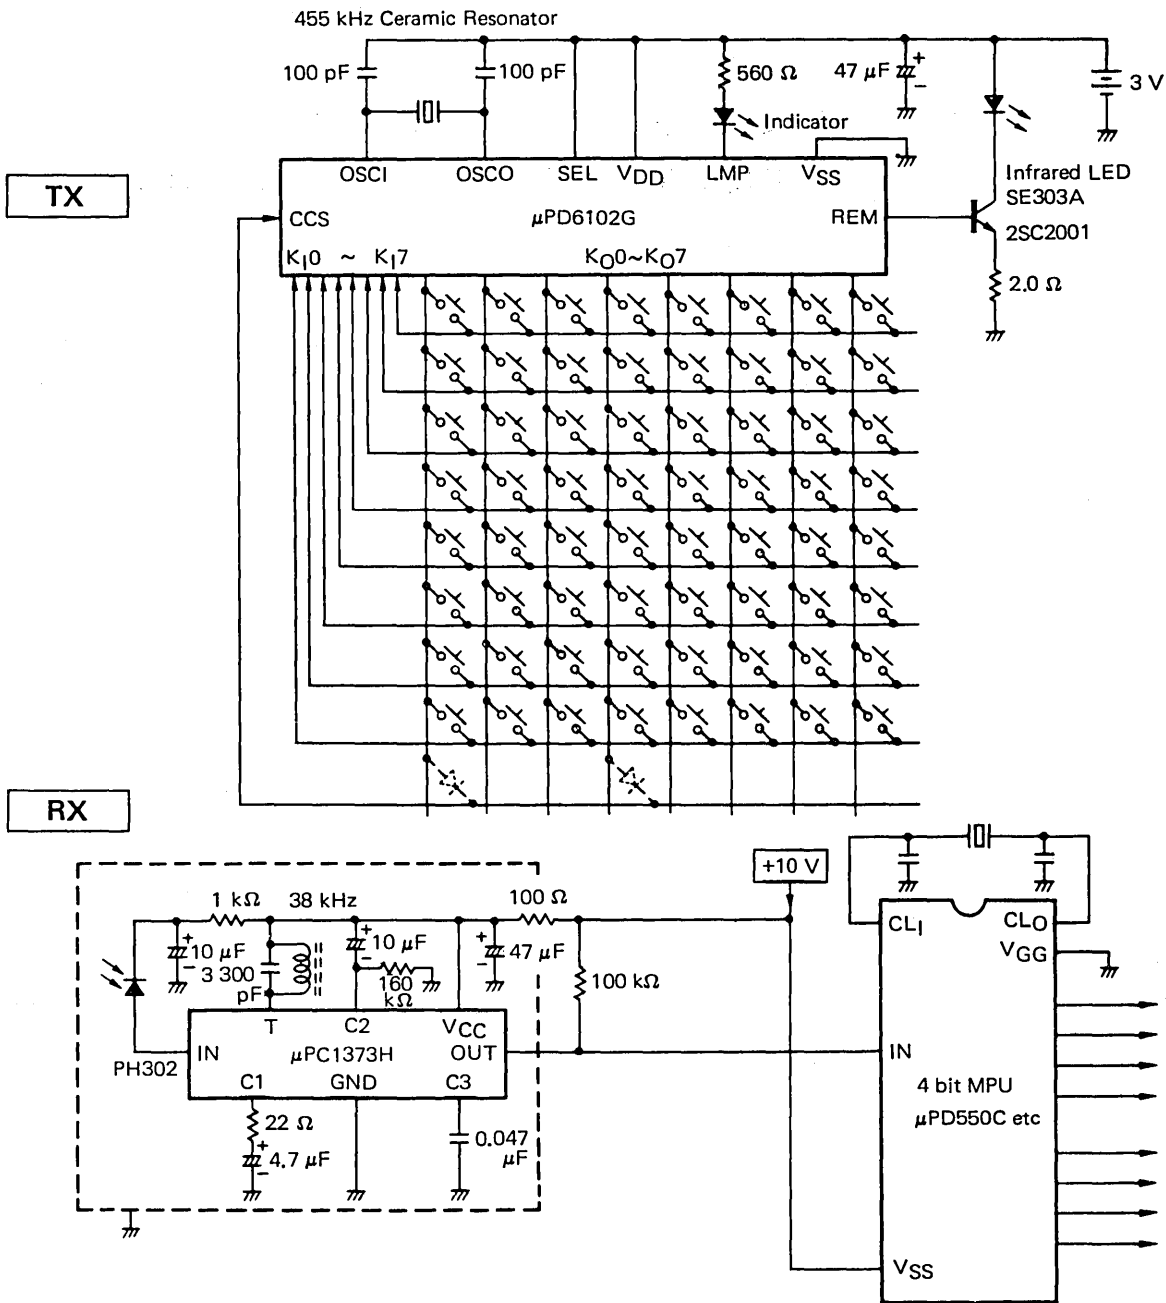 455 kHz Ceramic Resonator
100 pF
100 pF
560 Ω
47 μF
+
−
3 V
Indicator
TX
OSCI
OSCO
SEL
VDD
LMP
VSS
Infrared LED
SE303A
CCS
μPD6102G
REM
2SC2001
KI0 ~ KI7
KO0~KO7
2.0 Ω
RX
+10 V
1 kΩ
38 kHz
100 Ω
CLI
CLO
+
10 μF
−
3 300
pF
+
10 μF
−
160
kΩ
+
47 μF
−
100 kΩ
VGG
T
C2
VCC
IN
μPC1373H
OUT
IN
PH302
C1
GND
C3
4 bit MPU
μPD550C etc
22 Ω
+
4.7 μF
−
0.047
μF
VSS